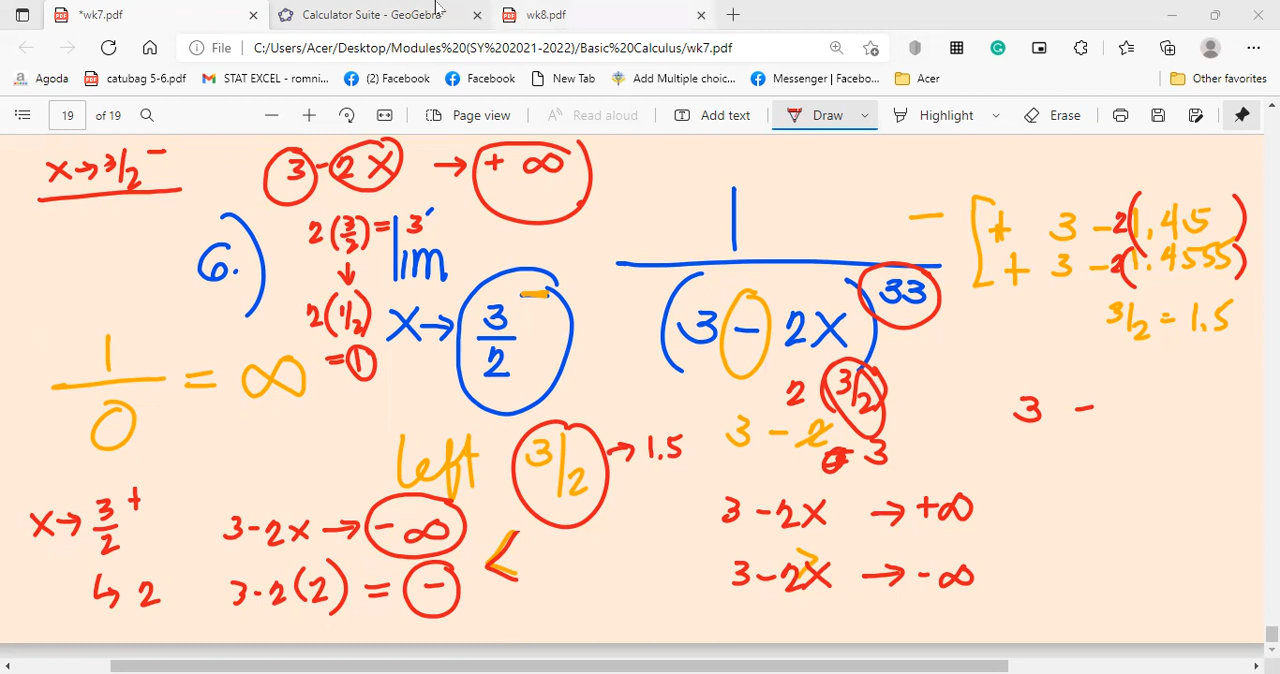 *wk7.pdf
Calculator Suite - GeoGebra
wk8.pdf
File
C:/Users/Acer/Desktop/Modules%20(SY%202021-2022)/Basic%20Calculus/wk7.pdf
Agoda
catubag 5-6.pdf
STAT EXCEL - romni...
(2) Facebook
Facebook
New Tab
Add Multiple choic...
Messenger | Facebo...
Acer
Other favorites
19 of 19
Page view
Read aloud
Add text
Draw
Highlight
Erase
x→3/2⁻ 3-2x → +∞
6.) lim x→3/2⁻ 1/(3-2x)^33
2(3/2)=3
↓
2(1/2)
=1
- [+ 3-2(1.45)
+ 3-2(1.4555)
3/2 = 1.5
1/0 = ∞
2 (3/2)
3 - 2
3
3 -
left 3/2 → 1.5
x→3/2⁺ 3-2x → -∞
↳ 2 3-2(2) = -
<
3-2x → +∞
3-2x → -∞